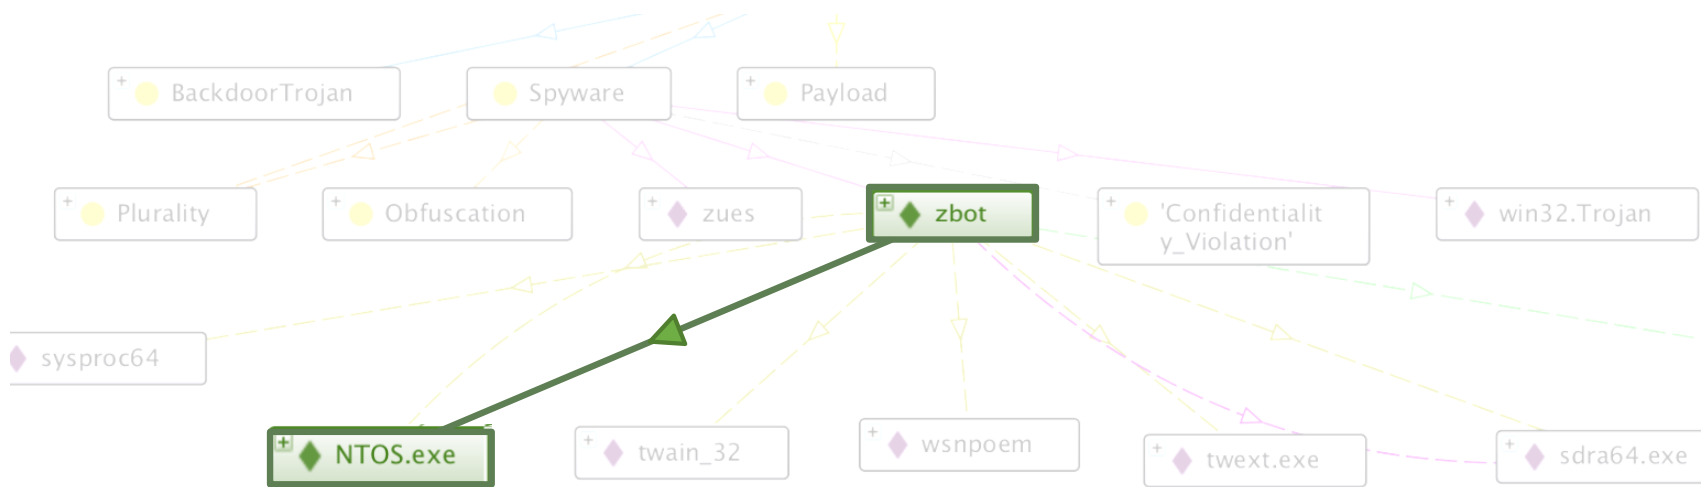 BackdoorTrojan
Spyware
Payload
Plurality
Obfuscation
zues
zbot
'Confidentialit
y_Violation'
win32.Trojan
sysproc64
NTOS.exe
twain_32
wsnpoem
twext.exe
sdra64.exe